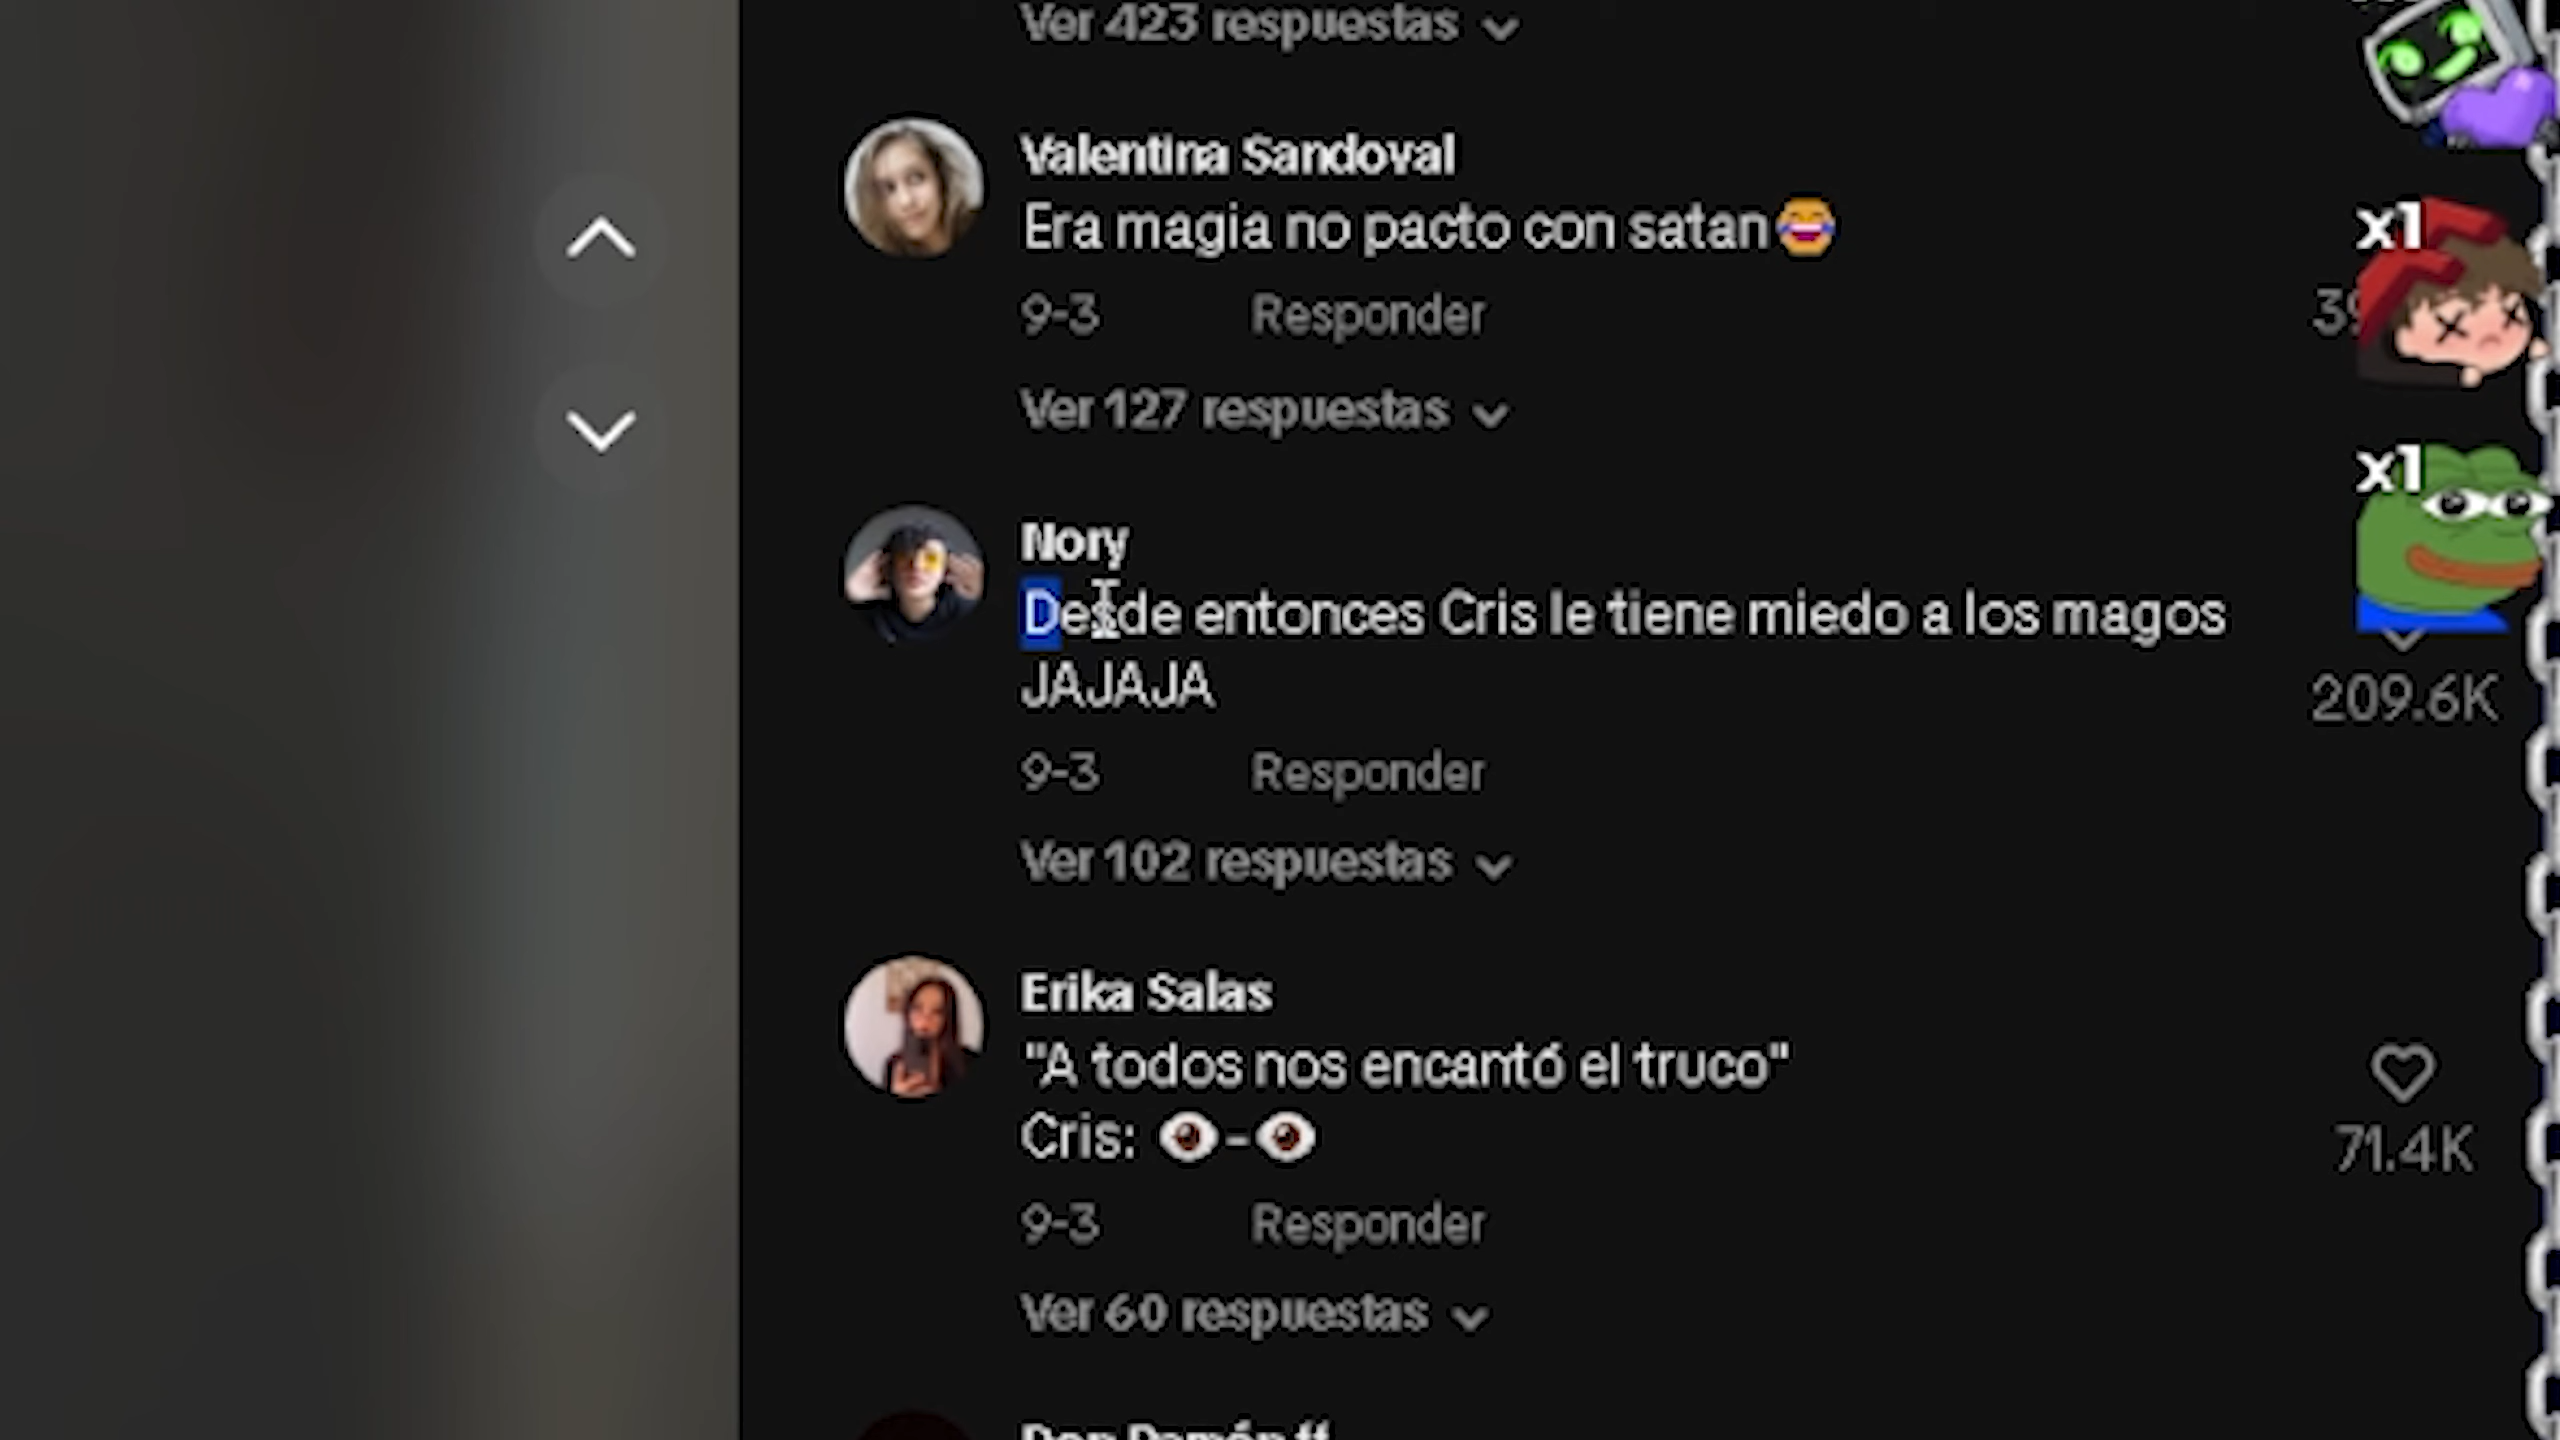 Ver 423 respuestas
Valentina Sandoval
Era magia no pacto con satan😂
9-3 Responder
Ver 127 respuestas
x1
x1
Nory
Desde entonces Cris le tiene miedo a los magos
JAJAJA
209.6K
9-3 Responder
Ver 102 respuestas
Erika Salas
"A todos nos encantó el truco"
Cris: 👁-👁
71.4K
9-3 Responder
Ver 60 respuestas